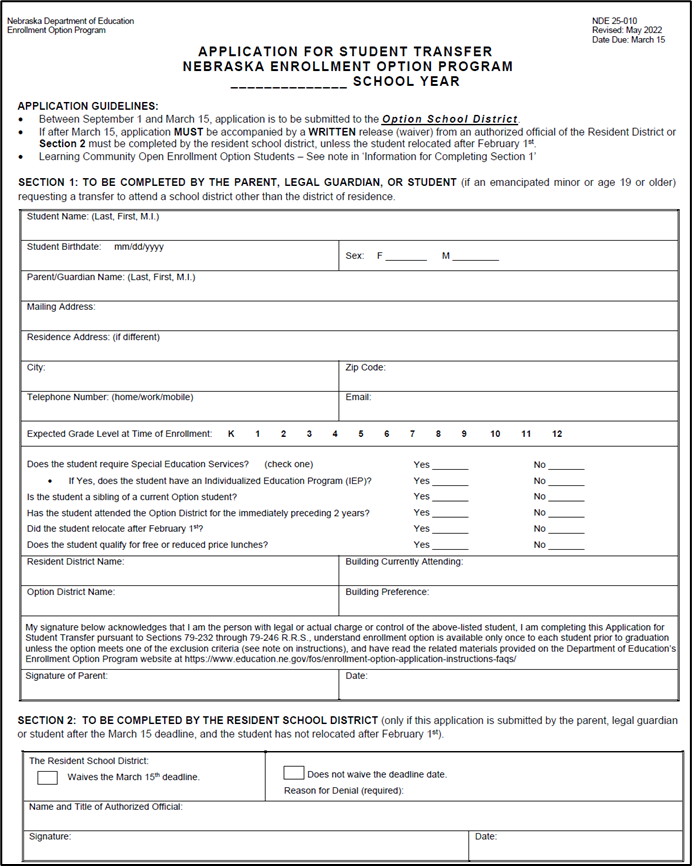 Nebraska Department of Education
Enrollment Option Program
NDE 25-010
Revised: May 2022
Date Due: March 15
APPLICATION FOR STUDENT TRANSFER
NEBRASKA ENROLLMENT OPTION PROGRAM
______________ SCHOOL YEAR
APPLICATION GUIDELINES:
• Between September 1 and March 15, application is to be submitted to the Option School District.
• If after March 15, application MUST be accompanied by a WRITTEN release (waiver) from an authorized official of the Resident District or
Section 2 must be completed by the resident school district, unless the student relocated after February 1st.
• Learning Community Open Enrollment Option Students – See note in 'Information for Completing Section 1'
SECTION 1: TO BE COMPLETED BY THE PARENT, LEGAL GUARDIAN, OR STUDENT (if an emancipated minor or age 19 or older)
requesting a transfer to attend a school district other than the district of residence.
Student Name: (Last, First, M.I.)
Student Birthdate: mm/dd/yyyy
Sex: F ________ M _________
Parent/Guardian Name: (Last, First, M.I.)
Mailing Address:
Residence Address: (if different)
City:
Zip Code:
Telephone Number: (home/work/mobile)
Email:
Expected Grade Level at Time of Enrollment: K 1 2 3 4 5 6 7 8 9 10 11 12
Does the student require Special Education Services? (check one) Yes _______ No _______
• If Yes, does the student have an Individualized Education Program (IEP)? Yes _______ No _______
Is the student a sibling of a current Option student? Yes _______ No _______
Has the student attended the Option District for the immediately preceding 2 years? Yes _______ No _______
Did the student relocate after February 1st? Yes _______ No _______
Does the student qualify for free or reduced price lunches? Yes _______ No _______
Resident District Name:
Building Currently Attending:
Option District Name:
Building Preference:
My signature below acknowledges that I am the person with legal or actual charge or control of the above-listed student, I am completing this Application for
Student Transfer pursuant to Sections 79-232 through 79-246 R.R.S., understand enrollment option is available only once to each student prior to graduation
unless the option meets one of the exclusion criteria (see note on instructions), and have read the related materials provided on the Department of Education's
Enrollment Option Program website at https://www.education.ne.gov/fos/enrollment-option-application-instructions-faqs/
Signature of Parent:
Date:
SECTION 2: TO BE COMPLETED BY THE RESIDENT SCHOOL DISTRICT (only if this application is submitted by the parent, legal guardian
or student after the March 15 deadline, and the student has not relocated after February 1st).
The Resident School District:
Waives the March 15th deadline.
Does not waive the deadline date.
Reason for Denial (required):
Name and Title of Authorized Official:
Signature:
Date: